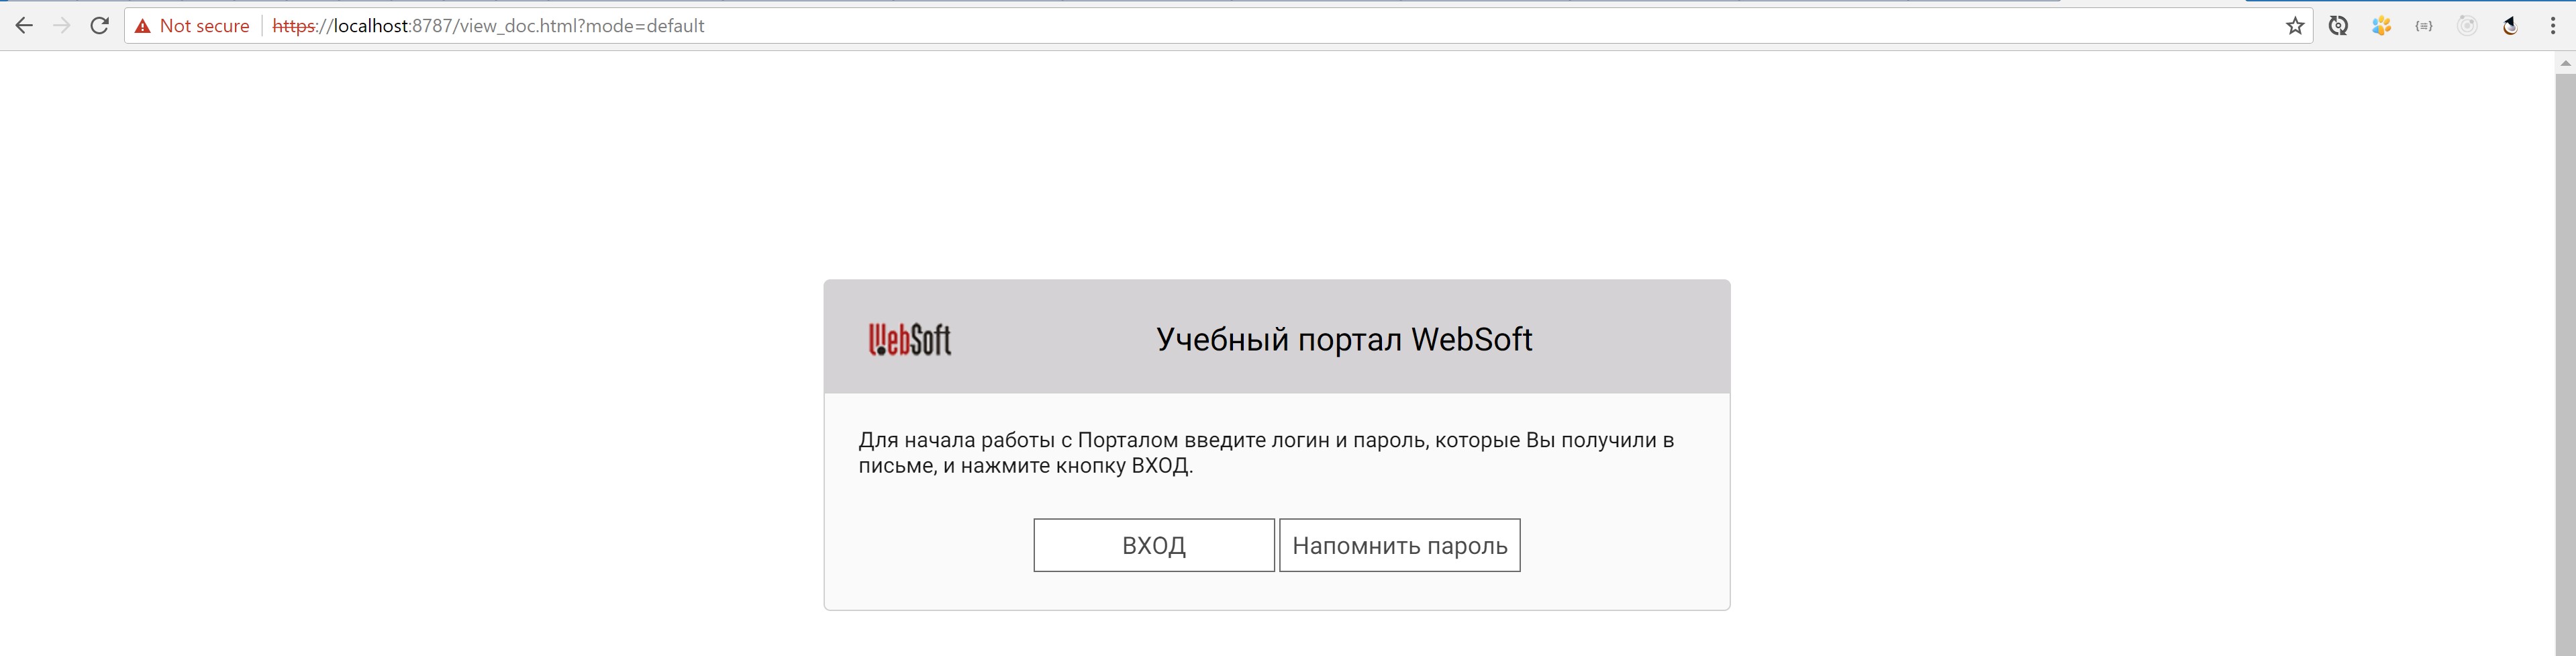 Not secure https://localhost:8787/view_doc.html?mode=default
WebSoft Учебный портал WebSoft
Для начала работы с Порталом введите логин и пароль, которые Вы получили в
письме, и нажмите кнопку ВХОД.
ВХОД Напомнить пароль